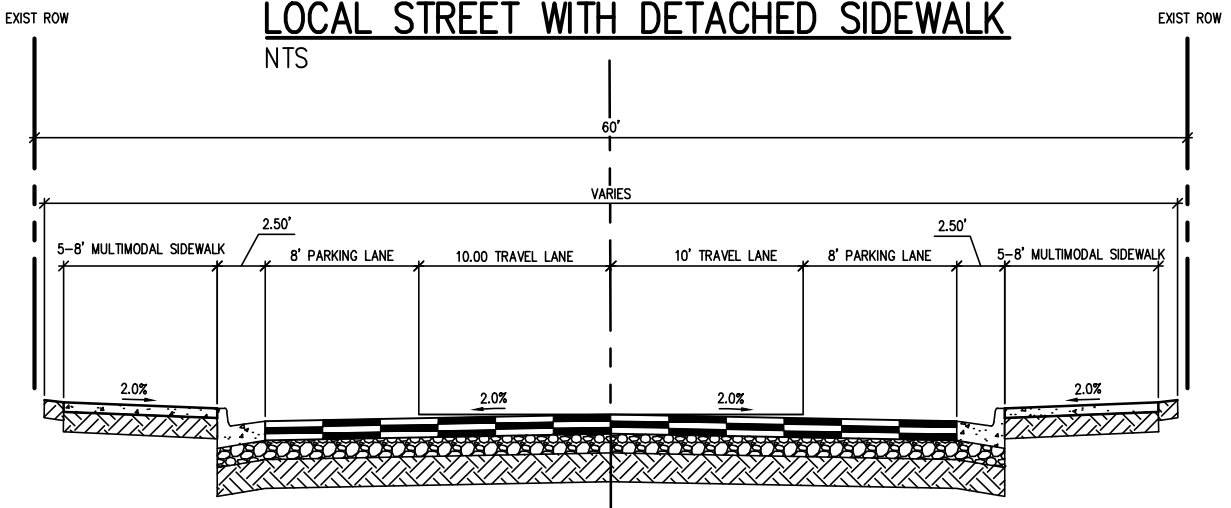 LOCAL STREET WITH DETACHED SIDEWALK
EXIST ROW
EXIST ROW
NTS
60'
VARIES
2.50'
2.50'
5-8' MULTIMODAL SIDEWALK
8' PARKING LANE
10.00 TRAVEL LANE
10' TRAVEL LANE
8' PARKING LANE
5-8' MULTIMODAL SIDEWALK
2.0%
2.0%
2.0%
2.0%